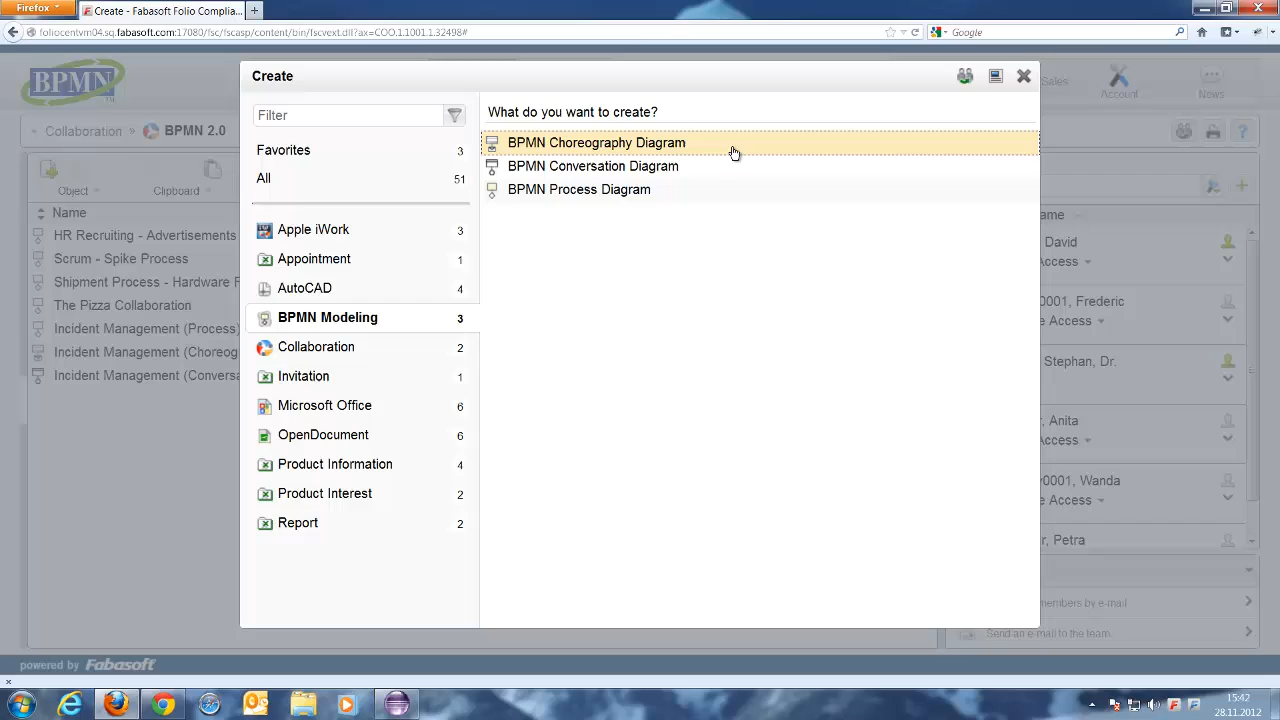 Firefox
Create - Fabasoft Folio Complia...
foliocentvm04.sq.fabasoft.com:17080/fsc/fscasp/content/bin/fscvext.dll?ax=COO.1.1001.1.32498#
Google
BPMN
Sales
Account
News
Collaboration » BPMN 2.0
Object
Clipboard
Name
HR Recruiting - Advertisements
Scrum - Spike Process
Shipment Process - Hardware
The Pizza Collaboration
Incident Management (Process)
Incident Management (Choreog
Incident Management (Conversa
Create
Filter
Favorites 3
All 51
Apple iWork 3
Appointment 1
AutoCAD 4
BPMN Modeling 3
Collaboration 2
Invitation 1
Microsoft Office 6
OpenDocument 6
Product Information 4
Product Interest 2
Report 2
What do you want to create?
BPMN Choreography Diagram
BPMN Conversation Diagram
BPMN Process Diagram
ame
David
Access
0001, Frederic
e Access
Stephan, Dr.
Access
Anita
Access
0001, Wanda
e Access
r, Petra
members by e-mail
Send an e-mail to the team.
powered by Fabasoft
x
15:42
28.11.2012